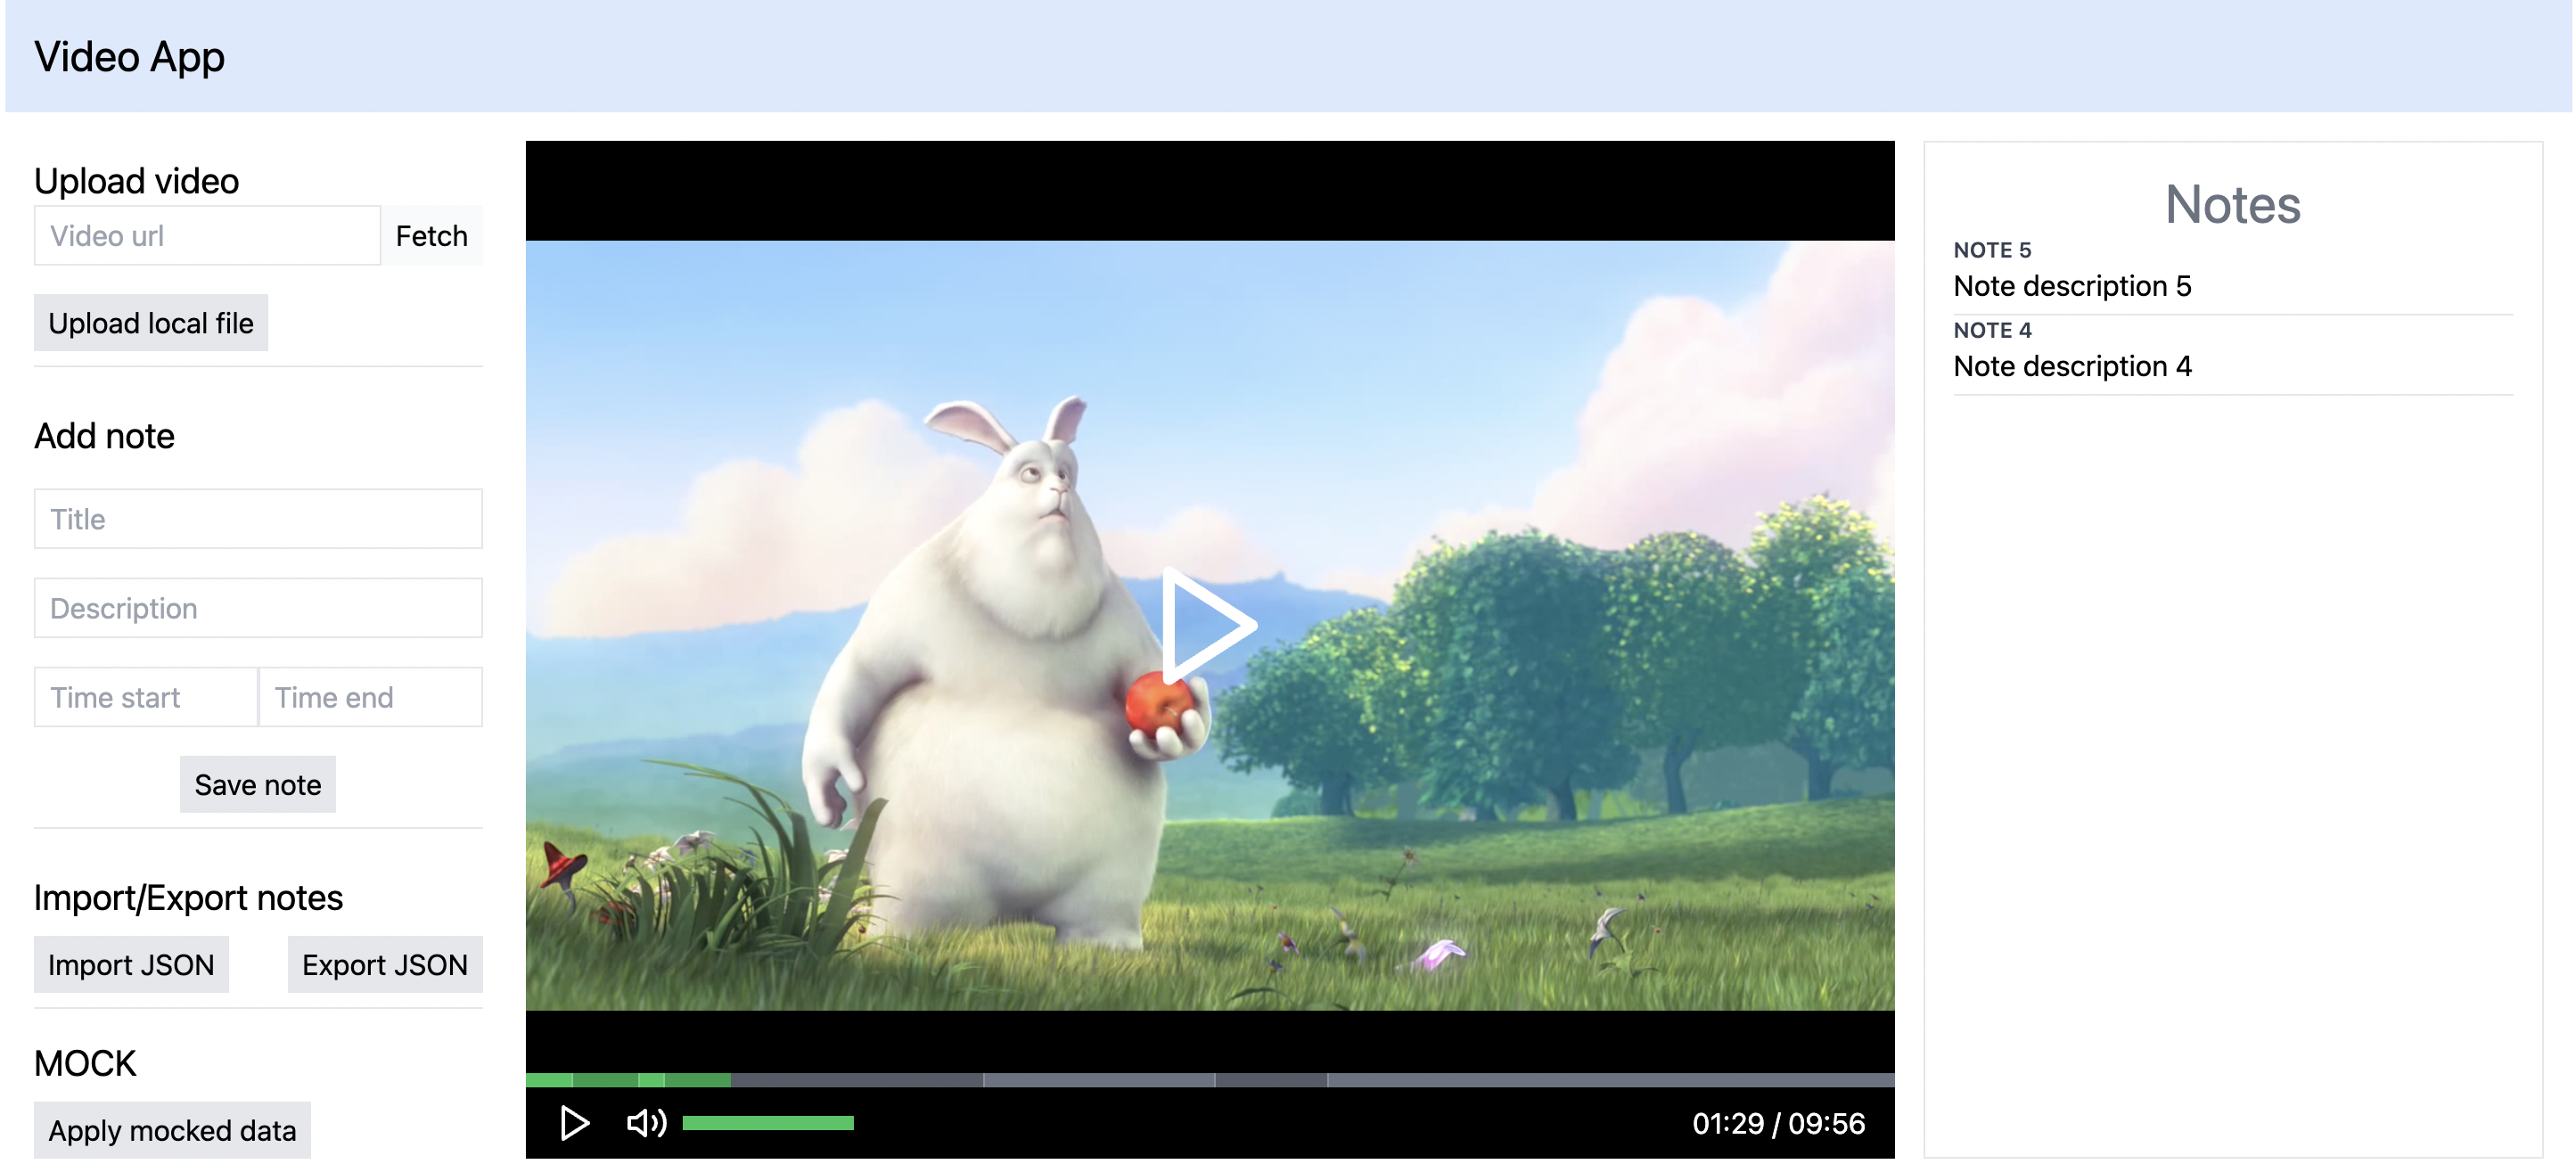 Video App
Upload video
Video url
Fetch
Upload local file
Add note
Title
Description
Time start
Time end
Save note
Import/Export notes
Import JSON
Export JSON
MOCK
Apply mocked data
01:29 / 09:56
Notes
NOTE 5
Note description 5
NOTE 4
Note description 4